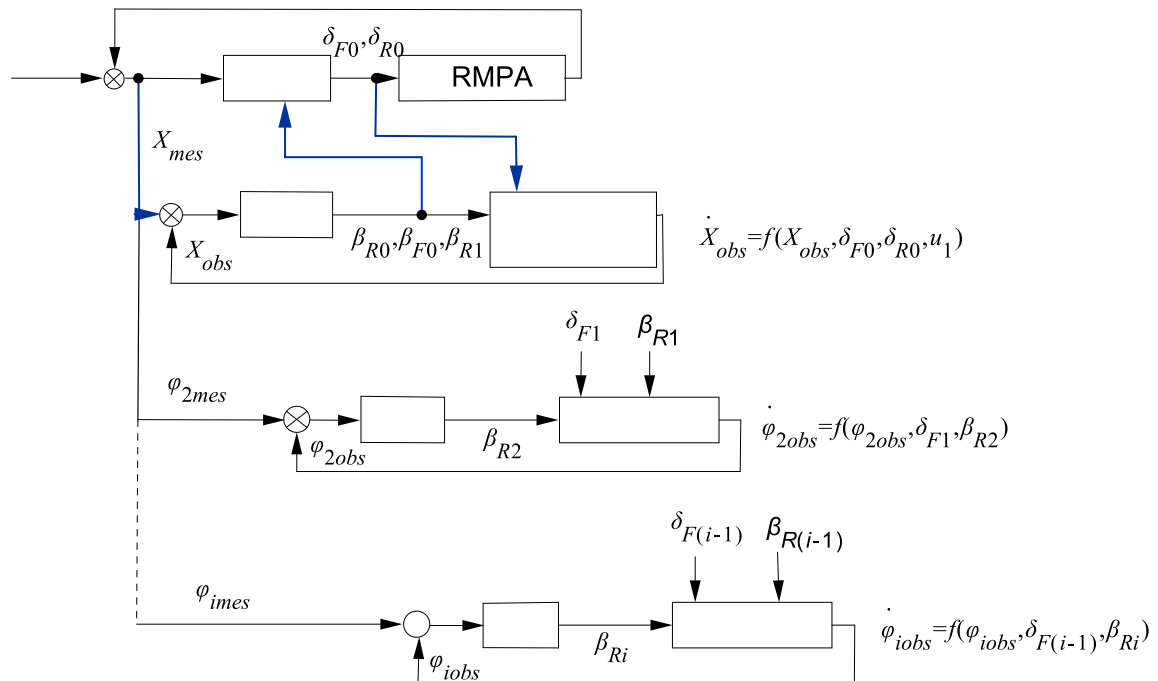 δF0,δR0
RMPA
Xmes
Xobs
βR0,βF0,βR1
Ẋobs=f(Xobs,δF0,δR0,u1)
δF1
βR1
φ2mes
φ2obs
βR2
φ̇2obs=f(φ2obs,δF1,βR2)
δF(i-1)
βR(i-1)
φimes
φiobs
βRi
φ̇iobs=f(φiobs,δF(i-1),βRi)